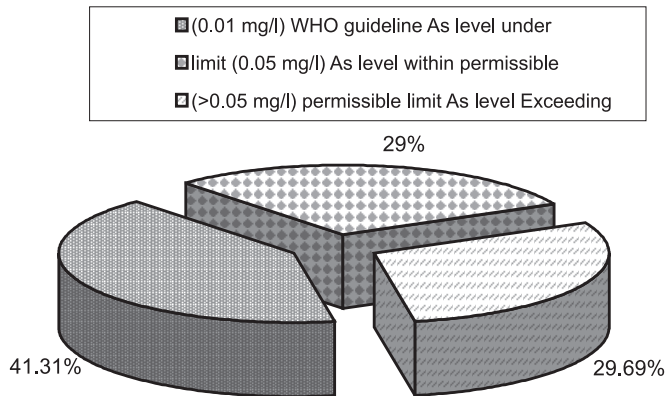 (0.01 mg/l) WHO guideline As level under
limit (0.05 mg/l) As level within permissible
(>0.05 mg/l) permissible limit As level Exceeding
29%
41.31%
29.69%